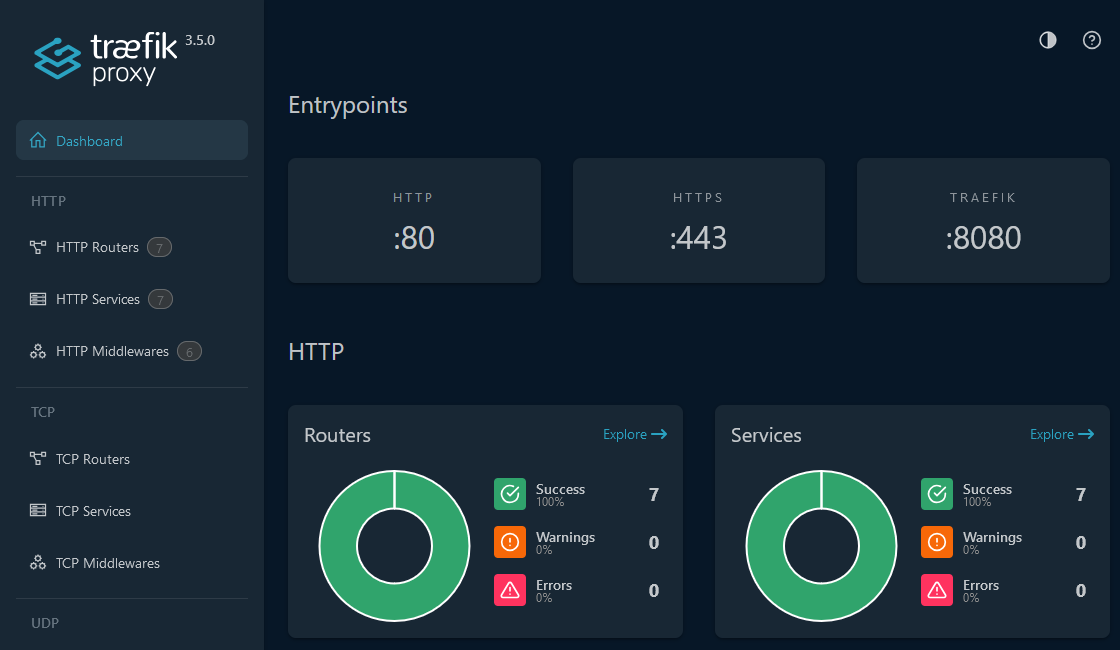 træfik 3.5.0
proxy
Dashboard
HTTP
HTTP Routers 7
HTTP Services 7
HTTP Middlewares 6
TCP
TCP Routers
TCP Services
TCP Middlewares
UDP
Entrypoints
HTTP
:80
HTTPS
:443
TRAEFIK
:8080
HTTP
Routers Explore
Success 7
100%
Warnings 0
0%
Errors 0
0%
Services Explore
Success 7
100%
Warnings 0
0%
Errors 0
0%